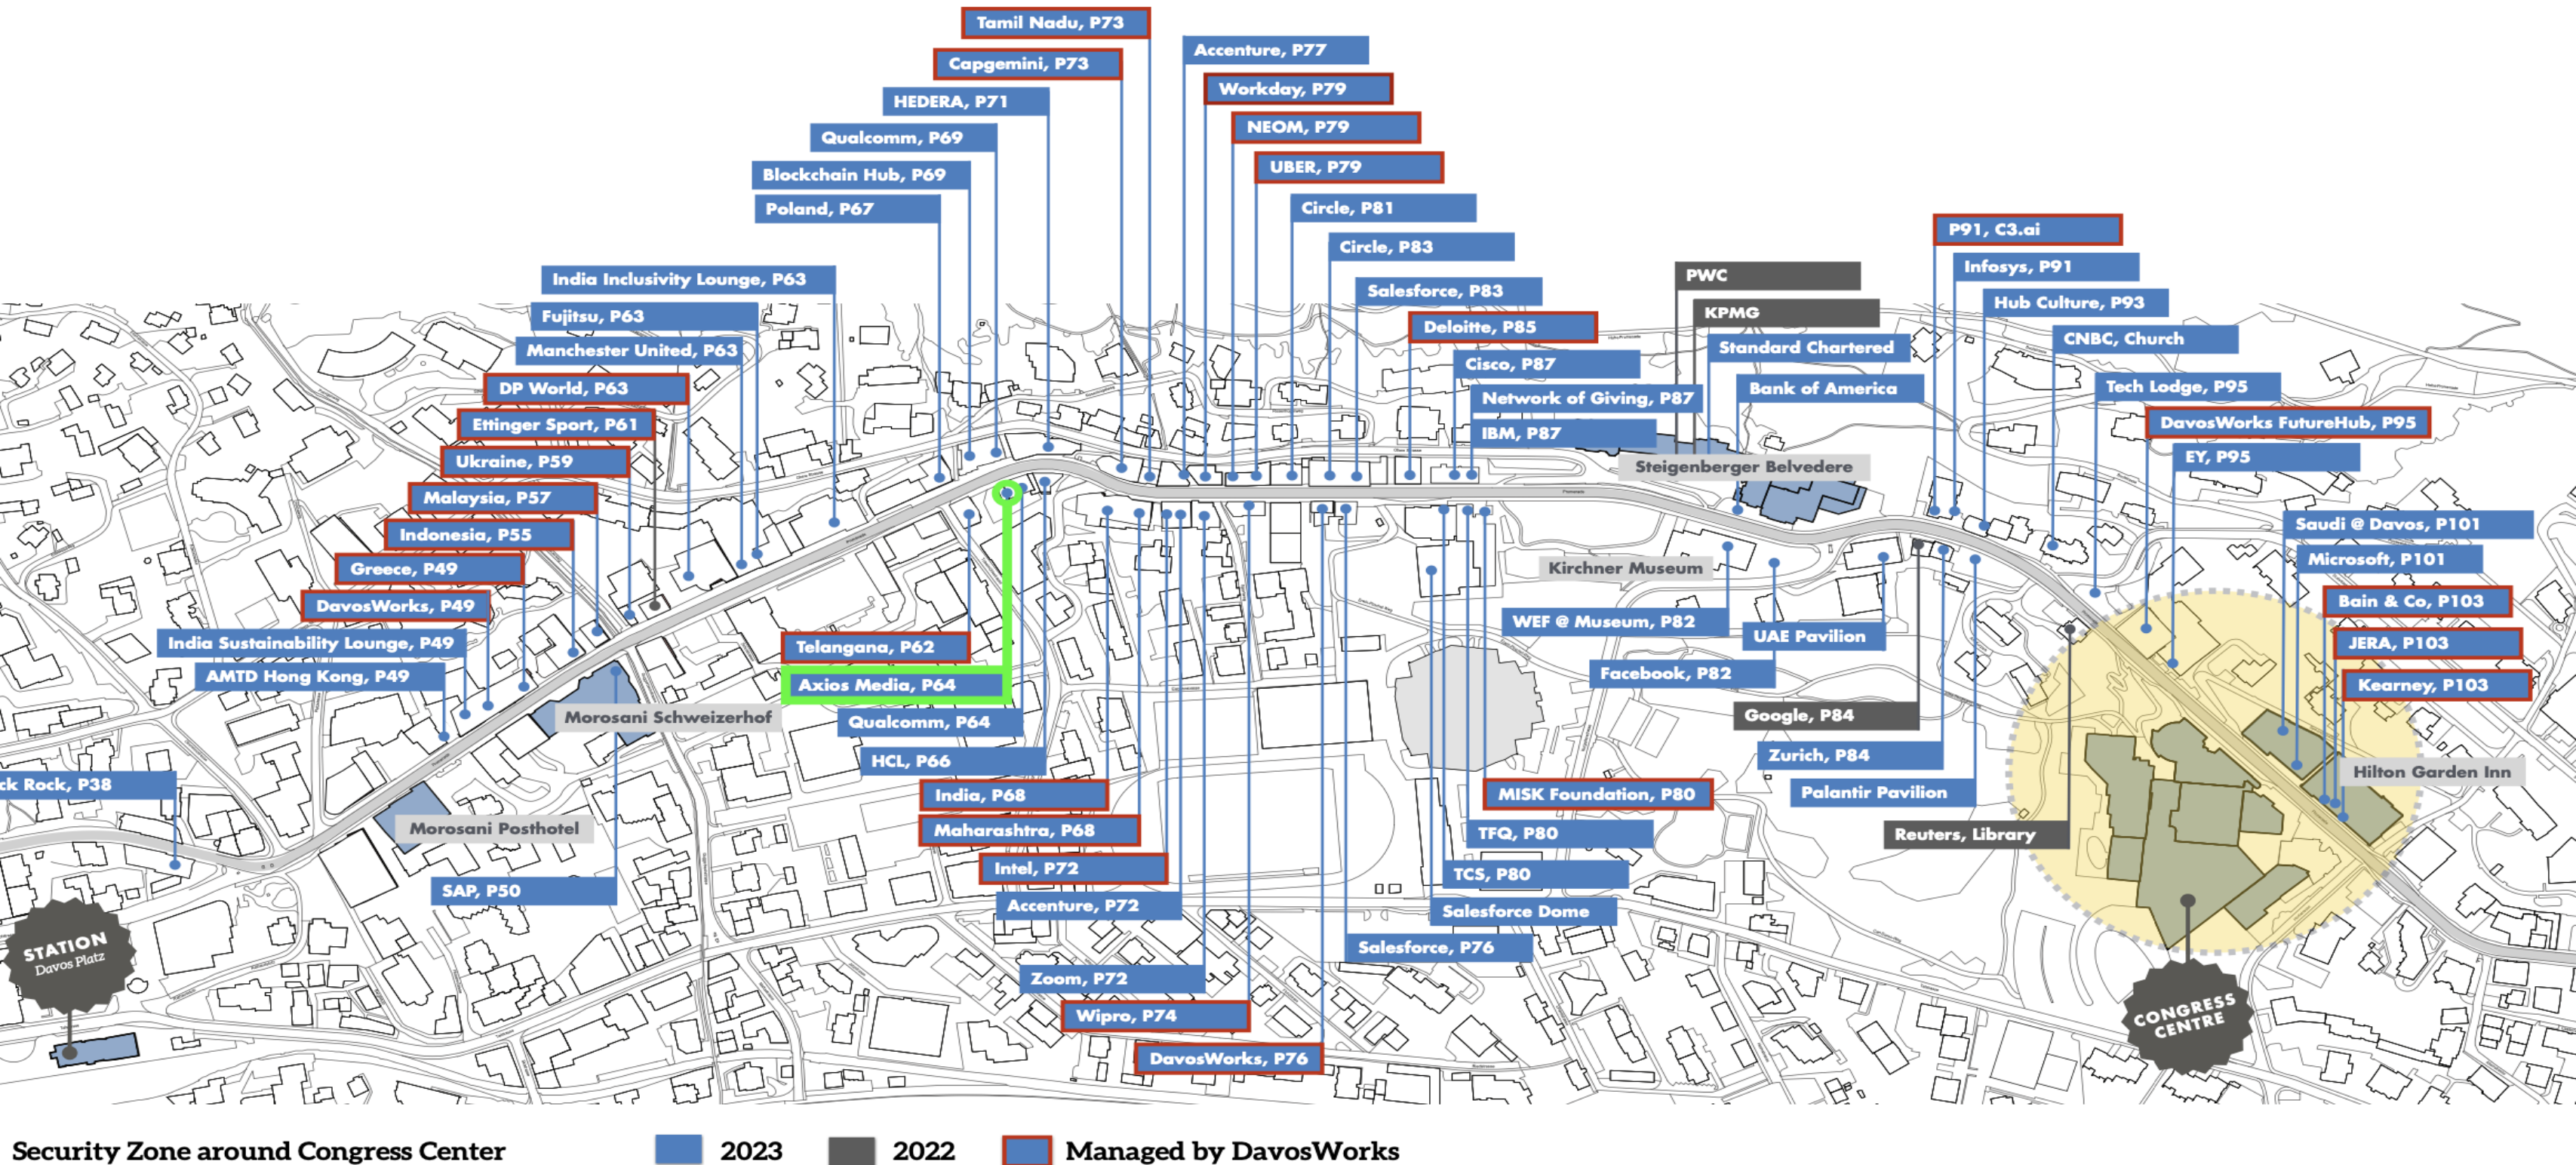 Tamil Nadu, P73
Capgemini, P73
HEDERA, P71
Qualcomm, P69
Blockchain Hub, P69
Poland, P67
India Inclusivity Lounge, P63
Fujitsu, P63
Manchester United, P63
DP World, P63
Ettinger Sport, P61
Ukraine, P59
Malaysia, P57
Indonesia, P55
Greece, P49
DavosWorks, P49
India Sustainability Lounge, P49
AMTD Hong Kong, P49
ck Rock, P38
Accenture, P77
Workday, P79
NEOM, P79
UBER, P79
Circle, P81
Circle, P83
Salesforce, P83
Deloitte, P85
Cisco, P87
Network of Giving, P87
IBM, P87
PWC
KPMG
Standard Chartered
Bank of America
Steigenberger Belvedere
P91, C3.ai
Infosys, P91
Hub Culture, P93
CNBC, Church
Tech Lodge, P95
DavosWorks FutureHub, P95
EY, P95
Saudi @ Davos, P101
Microsoft, P101
Bain & Co, P103
JERA, P103
Kearney, P103
Hilton Garden Inn
Kirchner Museum
WEF @ Museum, P82
UAE Pavilion
Facebook, P82
Google, P84
Zurich, P84
Palantir Pavilion
Reuters, Library
Telangana, P62
Axios Media, P64
Qualcomm, P64
HCL, P66
India, P68
Maharashtra, P68
Intel, P72
Accenture, P72
Zoom, P72
Wipro, P74
DavosWorks, P76
MISK Foundation, P80
TFQ, P80
TCS, P80
Salesforce Dome
Salesforce, P76
Morosani Schweizerhof
Morosani Posthotel
SAP, P50
STATION
Davos Platz
CONGRESS
CENTRE
Security Zone around Congress Center
2023
2022
Managed by DavosWorks